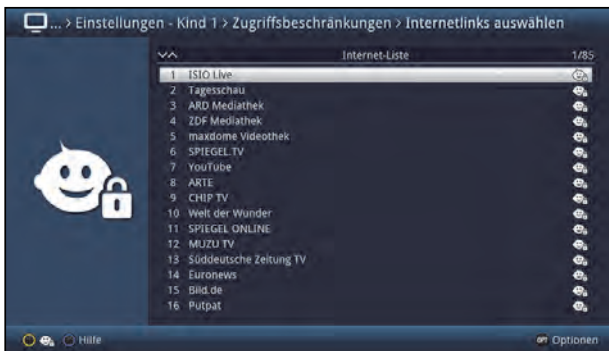 ... > Einstellungen - Kind 1 > Zugriffsbeschränkungen > Internetlinks auswählen
Internet-Liste 1/85
1 ISIO Live
2 Tagesschau
3 ARD Mediathek
4 ZDF Mediathek
5 maxdome Videothek
6 SPIEGEL.TV
7 YouTube
8 ARTE
9 CHIP TV
10 Welt der Wunder
11 SPIEGEL ONLINE
12 MUZU TV
13 Süddeutsche Zeitung TV
14 Euronews
15 Bild.de
16 Putpat
Hilfe OPT Optionen